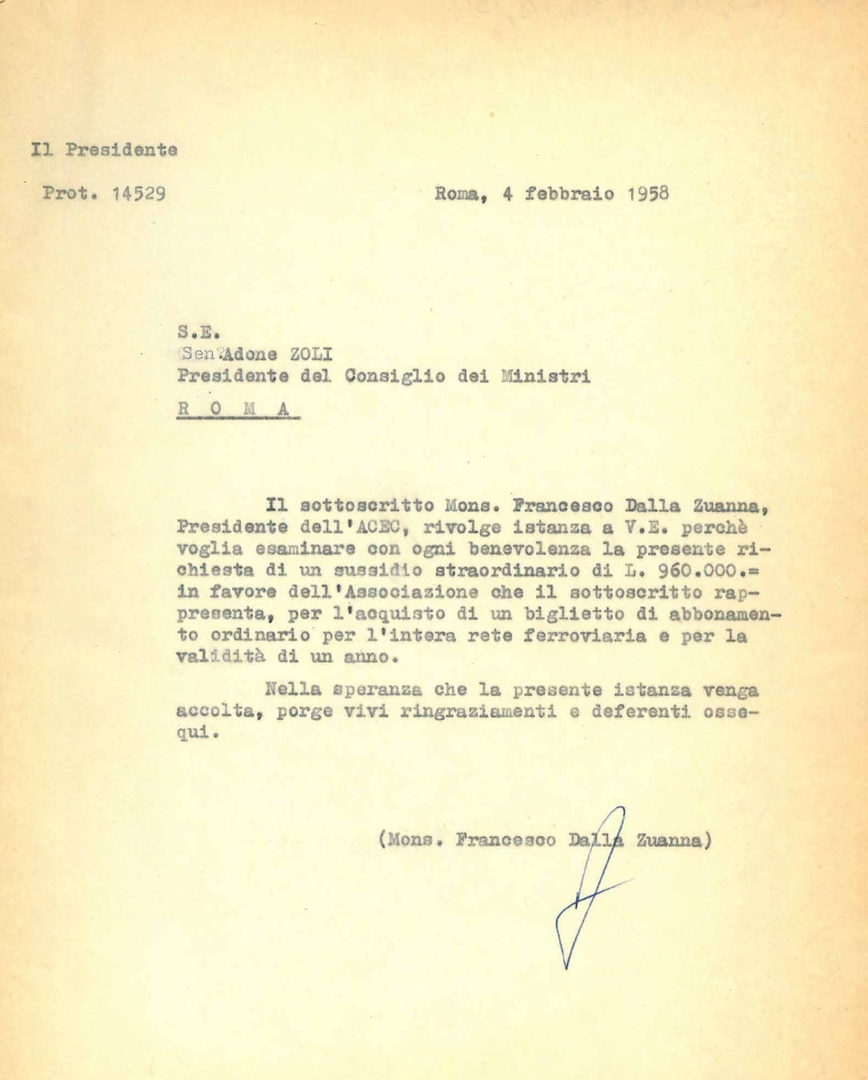 Il Presidente
Prot. 14529
Roma, 4 febbraio 1958
S.E.
Sen.Adone ZOLI
Presidente del Consiglio dei Ministri
R O M A
Il sottoscritto Mons. Francesco Dalla Zuanna,
Presidente dell'ACEC, rivolge istanza a V.E. perchè
voglia esaminare con ogni benevolenza la presente ri-
chiesta di un sussidio straordinario di L. 960.000.=
in favore dell'Associazione che il sottoscritto rap-
presenta, per l'acquisto di un biglietto di abbonamen-
to ordinario per l'intera rete ferroviaria e per la
validità di un anno.
Nella speranza che la presente istanza venga
accolta, porge vivi ringraziamenti e deferenti osse-
qui.
(Mons. Francesco Dalla Zuanna)